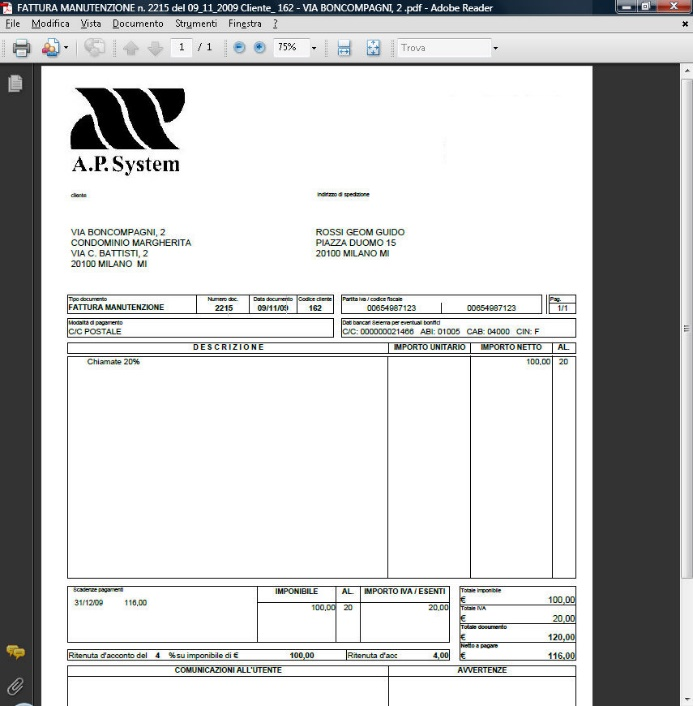 FATTURA MANUTENZIONE n. 2215 del 09_11_2009 Cliente_ 162 - VIA BONCOMPAGNI, 2 .pdf - Adobe Reader
File Modifica Vista Documento Strumenti Finestra ?
1 / 1 75% Trova
A.P. System
cliente indirizzo di spedizione
VIA BONCOMPAGNI, 2 ROSSI GEOM GUIDO
CONDOMINIO MARGHERITA PIAZZA DUOMO 15
VIA C. BATTISTI, 2 20100 MILANO MI
20100 MILANO MI
Tipo documento Numero doc. Data documento Codice cliente Partita iva / codice fiscale Pag.
FATTURA MANUTENZIONE 2215 09/11/09 162 00654987123 00654987123 1/1
Modalità di pagamento Dati bancari Selema per eventuali bonifici
C/C POSTALE C/C: 000000021466 ABI: 01005 CAB: 04000 CIN: F
DESCRIZIONE IMPORTO UNITARIO IMPORTO NETTO AL.
Chiamate 20% 100,00 20
Scadenze pagamenti IMPONIBILE AL. IMPORTO IVA / ESENTI Totale imponibile
31/12/09 116,00 100,00 20 20,00 € 100,00
Totale IVA
€ 20,00
Totale documento
€ 120,00
Netto a pagare
Ritenuta d'acconto del 4 % su imponibile di € 100,00 Ritenuta d'acc 4,00 € 116,00
COMUNICAZIONI ALL'UTENTE AVVERTENZE